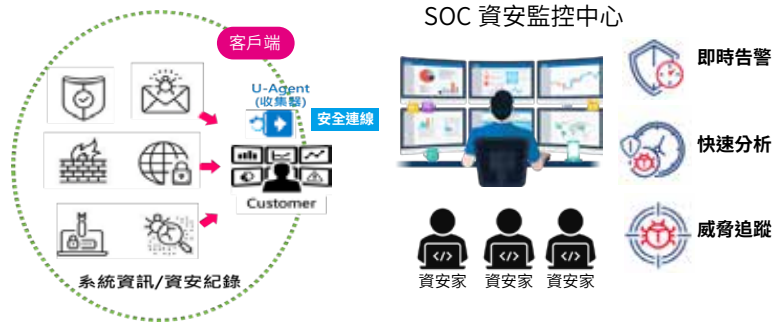 SOC 資安監控中心
客戶端
U-Agent
(收集器)
安全連線
Customer
系統資訊/資安紀錄
即時告警
快速分析
威脅追蹤
資安家
資安家
資安家